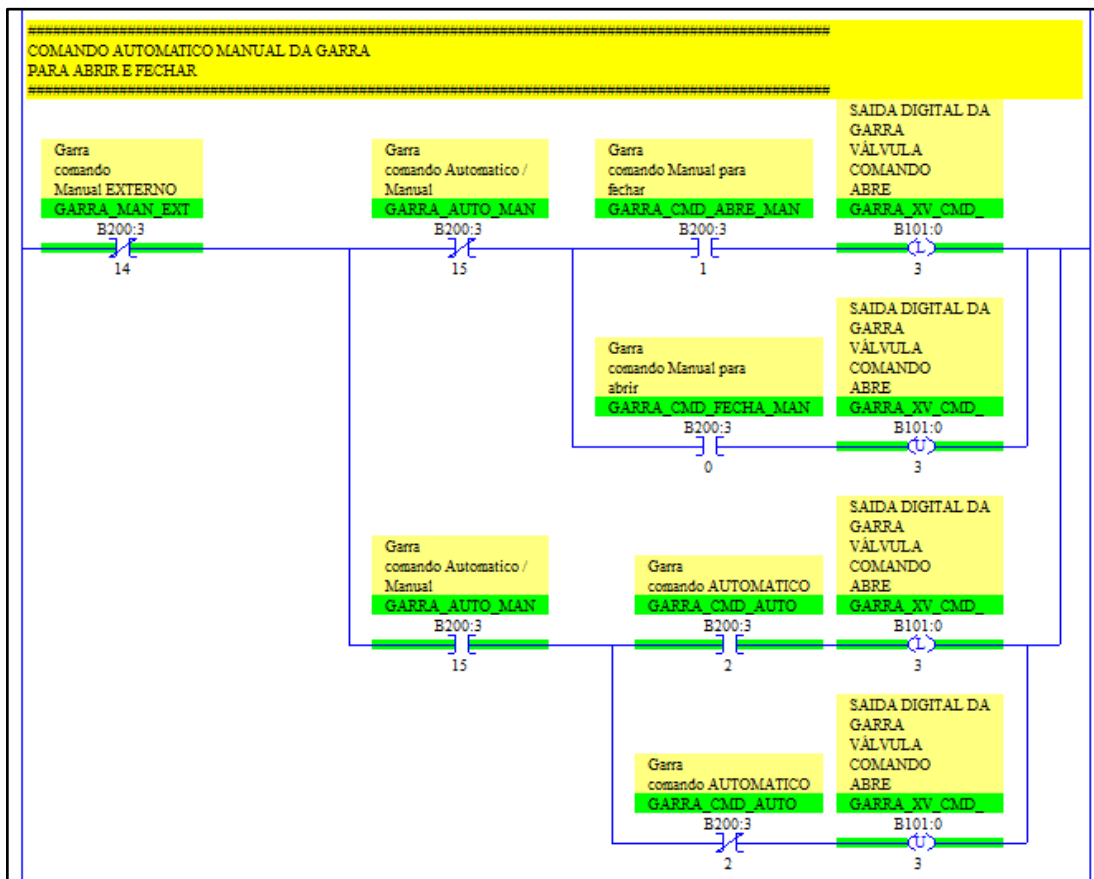 ################################################################################
COMANDO AUTOMATICO MANUAL DA GARRA
PARA ABRIR E FECHAR
################################################################################
Garra
comando
Manual EXTERNO
GARRA_MAN_EXT
B200:3
14
Garra
comando Automatico /
Manual
GARRA_AUTO_MAN
B200:3
15
Garra
comando Manual para
fechar
GARRA_CMD_ABRE_MAN
B200:3
1
SAIDA DIGITAL DA
GARRA
VÁLVULA
COMANDO
ABRE
GARRA_XV_CMD_
B101:0
L
3
Garra
comando Manual para
abrir
GARRA_CMD_FECHA_MAN
B200:3
0
SAIDA DIGITAL DA
GARRA
VÁLVULA
COMANDO
ABRE
GARRA_XV_CMD_
B101:0
U
3
Garra
comando Automatico /
Manual
GARRA_AUTO_MAN
B200:3
15
Garra
comando AUTOMATICO
GARRA_CMD_AUTO
B200:3
2
SAIDA DIGITAL DA
GARRA
VÁLVULA
COMANDO
ABRE
GARRA_XV_CMD_
B101:0
L
3
Garra
comando AUTOMATICO
GARRA_CMD_AUTO
B200:3
2
SAIDA DIGITAL DA
GARRA
VÁLVULA
COMANDO
ABRE
GARRA_XV_CMD_
B101:0
U
3